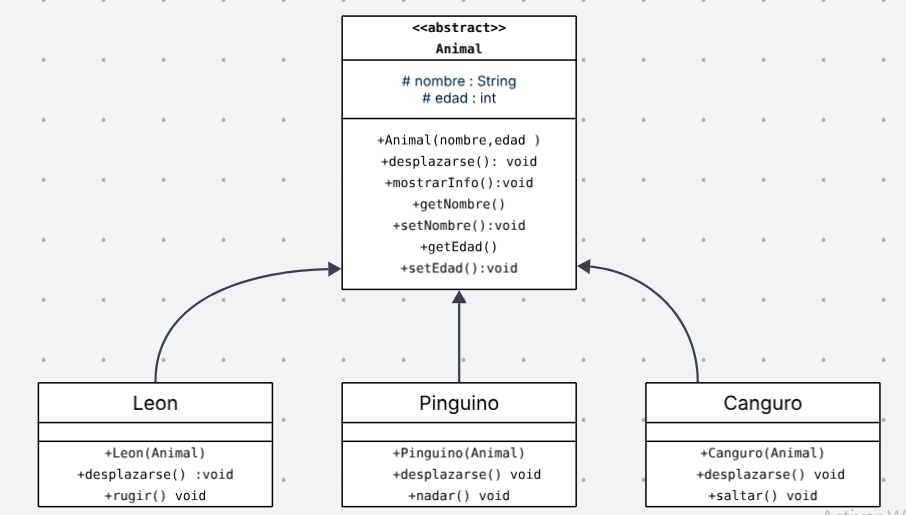 <<abstract>>
Animal
# nombre : String
# edad : int
+Animal(nombre,edad )
+desplazarse(): void
+mostrarInfo():void
+getNombre()
+setNombre():void
+getEdad()
+setEdad():void
Leon
+Leon(Animal)
+desplazarse() :void
+rugir() void
Pinguino
+Pinguino(Animal)
+desplazarse() void
+nadar() void
Canguro
+Canguro(Animal)
+desplazarse() void
+saltar() void